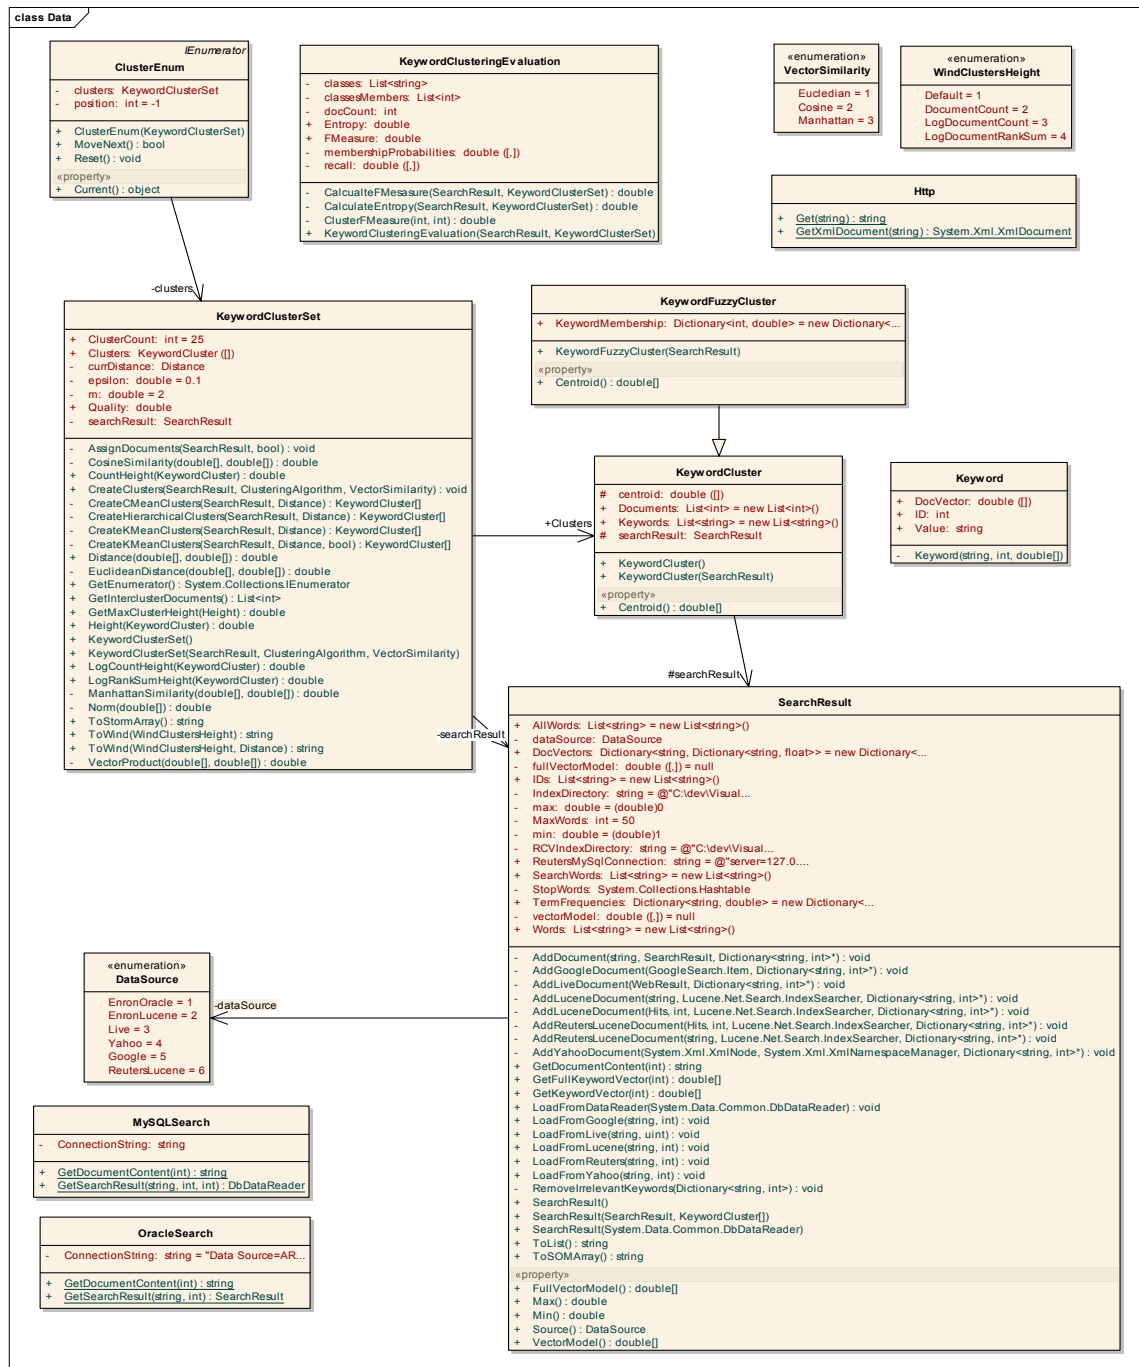 class Data
IEnumerator
ClusterEnum
- clusters: KeywordClusterSet
- position: int = -1
+ ClusterEnum(KeywordClusterSet)
+ MoveNext() : bool
+ Reset() : void
«property»
+ Current() : object
KeywordClusteringEvaluation
- classes: List<string>
- classesMembers: List<int>
- docCount: int
+ Entropy: double
+ FMeasure: double
- membershipProbabilities: double ([,])
- recall: double ([,])
- CalcualteFMesasure(SearchResult, KeywordClusterSet) : double
- CalculateEntropy(SearchResult, KeywordClusterSet) : double
- ClusterFMeasure(int, int) : double
+ KeywordClusteringEvaluation(SearchResult, KeywordClusterSet)
«enumeration»
VectorSimilarity
Eucledian = 1
Cosine = 2
Manhattan = 3
«enumeration»
WindClustersHeight
Default = 1
DocumentCount = 2
LogDocumentCount = 3
LogDocumentRankSum = 4
Http
+ Get(string) : string
+ GetXmlDocument(string) : System.Xml.XmlDocument
-clusters
KeywordClusterSet
+ ClusterCount: int = 25
+ Clusters: KeywordCluster ([])
- currDistance: Distance
- epsilon: double = 0.1
- m: double = 2
+ Quality: double
- searchResult: SearchResult
- AssignDocuments(SearchResult, bool) : void
- CosineSimilarity(double[], double[]) : double
+ CountHeight(KeywordCluster) : double
+ CreateClusters(SearchResult, ClusteringAlgorithm, VectorSimilarity) : void
- CreateCMeanClusters(SearchResult, Distance) : KeywordCluster[]
- CreateHierarchicalClusters(SearchResult, Distance) : KeywordCluster[]
- CreateKMeanClusters(SearchResult, Distance) : KeywordCluster[]
- CreateKMeanClusters(SearchResult, Distance, bool) : KeywordCluster[]
+ Distance(double[], double[]) : double
- EuclideanDistance(double[], double[]) : double
+ GetEnumerator() : System.Collections.IEnumerator
+ GetInterclusterDocuments() : List<int>
+ GetMaxClusterHeight(Height) : double
+ Height(KeywordCluster) : double
+ KeywordClusterSet()
+ KeywordClusterSet(SearchResult, ClusteringAlgorithm, VectorSimilarity)
+ LogCountHeight(KeywordCluster) : double
+ LogRankSumHeight(KeywordCluster) : double
- ManhattanSimilarity(double[], double[]) : double
- Norm(double[]) : double
+ ToStormArray() : string
+ ToWind(WindClustersHeight) : string
+ ToWind(WindClustersHeight, Distance) : string
- VectorProduct(double[], double[]) : double
KeywordFuzzyCluster
+ KeywordMembership: Dictionary<int, double> = new Dictionary<...
+ KeywordFuzzyCluster(SearchResult)
«property»
+ Centroid() : double[]
+Clusters
KeywordCluster
# centroid: double ([])
+ Documents: List<int> = new List<int>()
+ Keywords: List<string> = new List<string>()
# searchResult: SearchResult
+ KeywordCluster()
+ KeywordCluster(SearchResult)
«property»
+ Centroid() : double[]
Keyword
+ DocVector: double ([])
+ ID: int
+ Value: string
- Keyword(string, int, double[])
#searchResult
-searchResult
SearchResult
+ AllWords: List<string> = new List<string>()
- dataSource: DataSource
+ DocVectors: Dictionary<string, Dictionary<string, float>> = new Dictionary<...
- fullVectorModel: double ([,]) = null
+ IDs: List<string> = new List<string>()
- IndexDirectory: string = @"C:\dev\Visual...
- max: double = (double)0
- MaxWords: int = 50
- min: double = (double)1
- RCVIndexDirectory: string = @"C:\dev\Visual...
+ ReutersMySqlConnection: string = @"server=127.0....
+ SearchWords: List<string> = new List<string>()
- StopWords: System.Collections.Hashtable
+ TermFrequencies: Dictionary<string, double> = new Dictionary<...
- vectorModel: double ([,]) = null
+ Words: List<string> = new List<string>()
- AddDocument(string, SearchResult, Dictionary<string, int>*) : void
- AddGoogleDocument(GoogleSearch.Item, Dictionary<string, int>*) : void
- AddLiveDocument(WebResult, Dictionary<string, int>*) : void
- AddLuceneDocument(string, Lucene.Net.Search.IndexSearcher, Dictionary<string, int>*) : void
- AddLuceneDocument(Hits, int, Lucene.Net.Search.IndexSearcher, Dictionary<string, int>*) : void
- AddReutersLuceneDocument(Hits, int, Lucene.Net.Search.IndexSearcher, Dictionary<string, int>*) : void
- AddReutersLuceneDocument(string, Lucene.Net.Search.IndexSearcher, Dictionary<string, int>*) : void
- AddYahooDocument(System.Xml.XmlNode, System.Xml.XmlNamespaceManager, Dictionary<string, int>*) : void
+ GetDocumentContent(int) : string
+ GetFullKeywordVector(int) : double[]
+ GetKeywordVector(int) : double[]
+ LoadFromDataReader(System.Data.Common.DbDataReader) : void
+ LoadFromGoogle(string, int) : void
+ LoadFromLive(string, uint) : void
+ LoadFromLucene(string, int) : void
+ LoadFromReuters(string, int) : void
+ LoadFromYahoo(string, int) : void
- RemoveIrrelevantKeywords(Dictionary<string, int>) : void
+ SearchResult()
+ SearchResult(SearchResult, KeywordCluster[])
+ SearchResult(System.Data.Common.DbDataReader)
+ ToList() : string
+ ToSOMArray() : string
«property»
+ FullVectorModel() : double[]
+ Max() : double
+ Min() : double
+ Source() : DataSource
+ VectorModel() : double[]
«enumeration»
DataSource
EnronOracle = 1
EnronLucene = 2
Live = 3
Yahoo = 4
Google = 5
ReutersLucene = 6
-dataSource
MySQLSearch
- ConnectionString: string
+ GetDocumentContent(int) : string
+ GetSearchResult(string, int, int) : DbDataReader
OracleSearch
- ConnectionString: string = "Data Source=AR...
+ GetDocumentContent(int) : string
+ GetSearchResult(string, int) : SearchResult